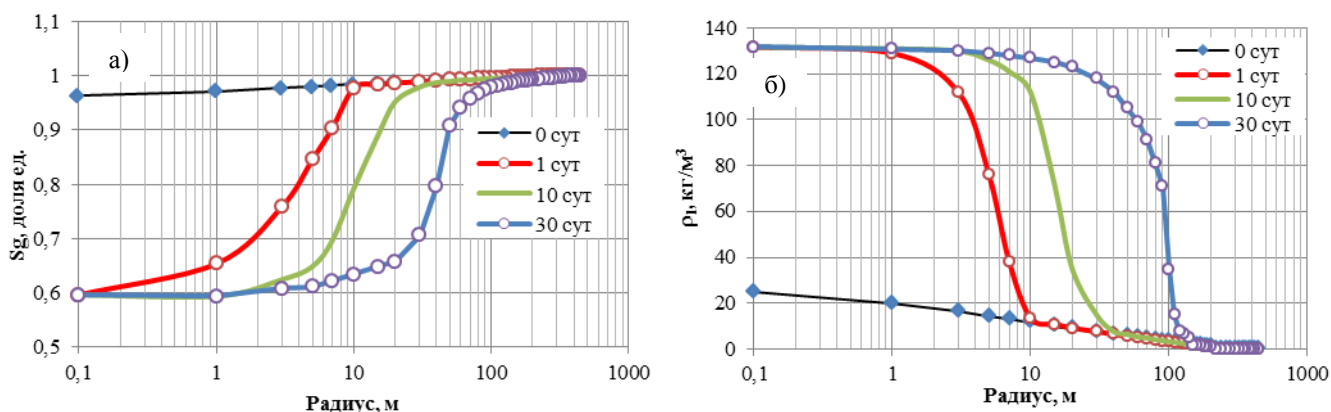 а)
Sg, доля ед.
1,1
1
0,9
0,8
0,7
0,6
0,5
0 сут
1 сут
10 сут
30 сут
0,1 1 10 100 1000
Радиус, м
б)
ρ₁, кг/м³
140
120
100
80
60
40
20
0
0 сут
1 сут
10 сут
30 сут
0,1 1 10 100 1000
Радиус, м